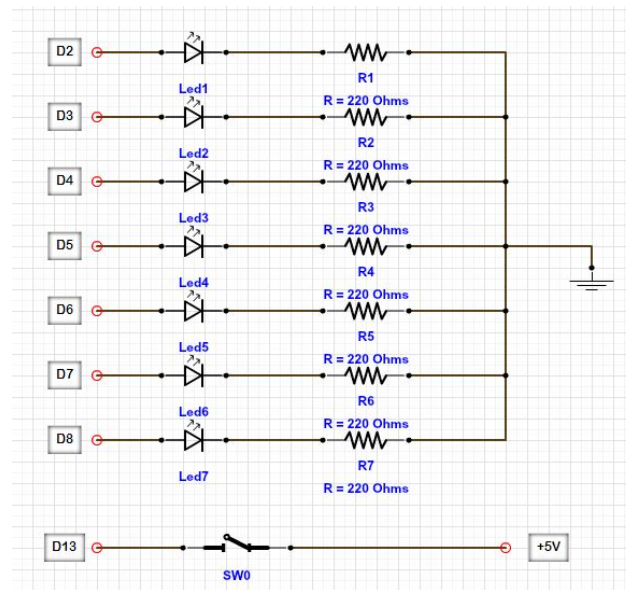 D2
R1
Led1
R = 220 Ohms
D3
R2
Led2
R = 220 Ohms
D4
R3
Led3
R = 220 Ohms
D5
R4
Led4
R = 220 Ohms
D6
R5
Led5
R = 220 Ohms
D7
R6
Led6
R = 220 Ohms
D8
R7
Led7
R = 220 Ohms
D13
+5V
SW0